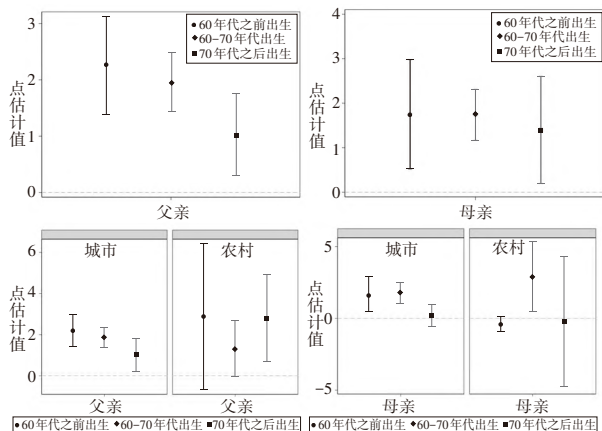 3
2
1
0
点估计值
60年代之前出生
60-70年代出生
70年代之后出生
父亲
4
3
2
1
0
点估计值
60年代之前出生
60-70年代出生
70年代之后出生
母亲
6
4
2
0
点估计值
城市
农村
父亲
父亲
60年代之前出生 60-70年代出生 70年代之后出生
5
0
-5
点估计值
城市
农村
母亲
母亲
60年代之前出生 60-70年代出生 70年代之后出生